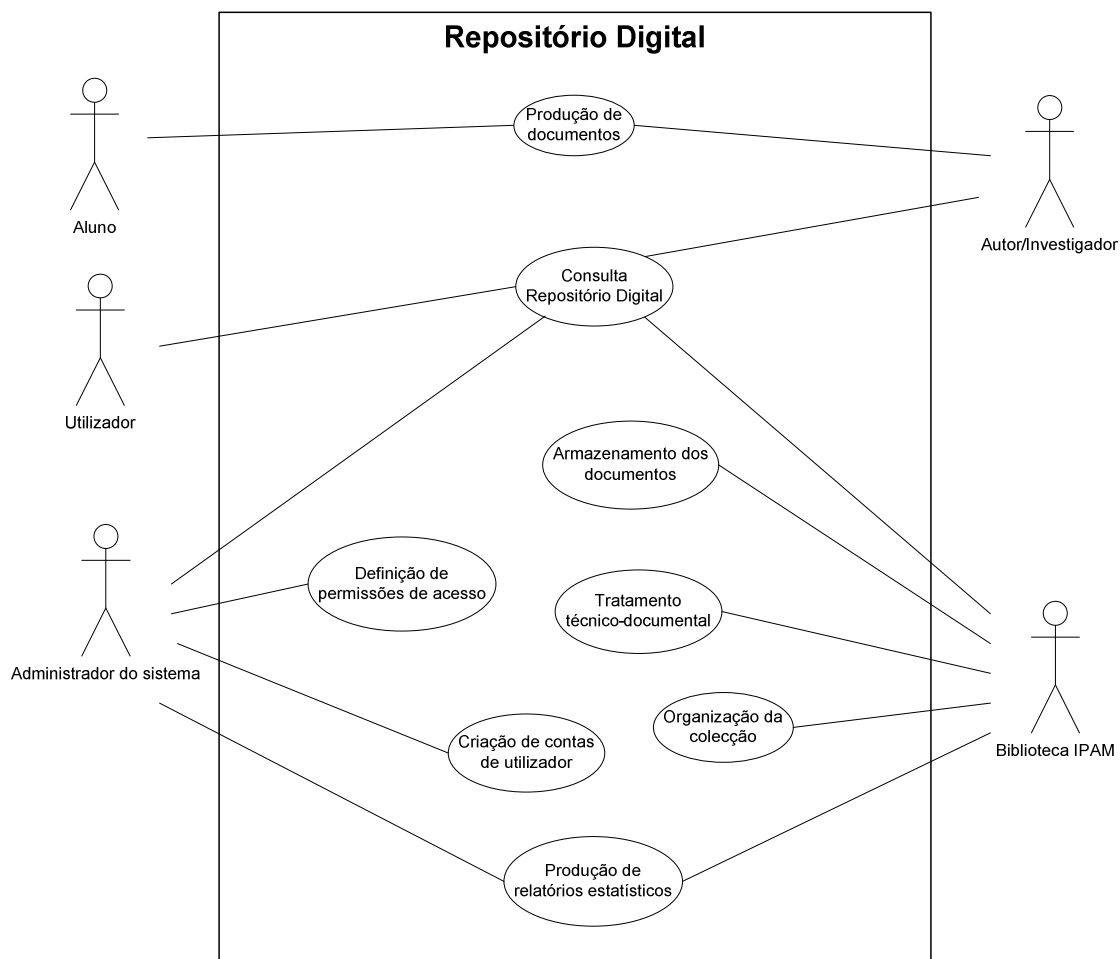 Repositório Digital
Produção de
documentos
Aluno
Autor/Investigador
Consulta
Repositório Digital
Utilizador
Armazenamento dos
documentos
Definição de
permissões de acesso
Tratamento
técnico-documental
Administrador do sistema
Organização da
colecção
Biblioteca IPAM
Criação de contas
de utilizador
Produção de
relatórios estatísticos